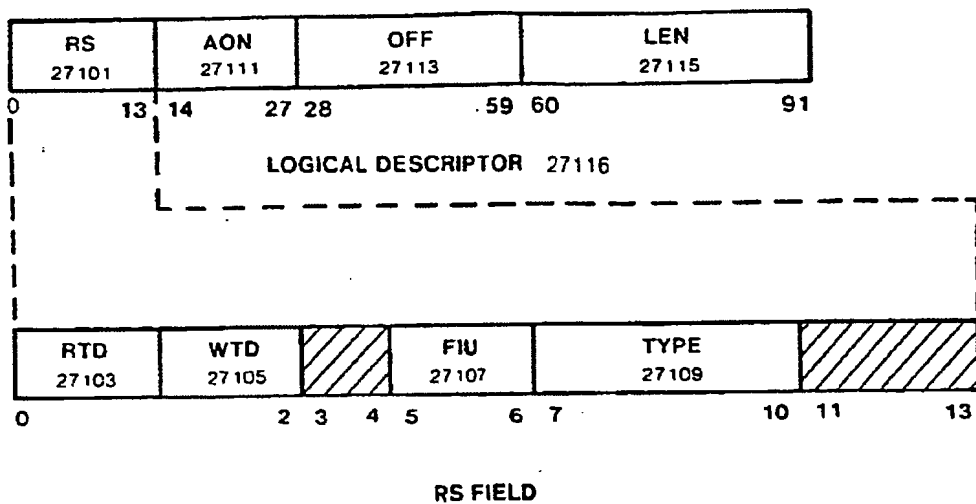 RS AON OFF LEN
27101 27111 27113 27115
0 13 14 27 28 59 60 91
LOGICAL DESCRIPTOR 27116
RTD WTD FIU TYPE
27103 27105 27107 27109
0 2 3 4 5 6 7 10 11 13
RS FIELD